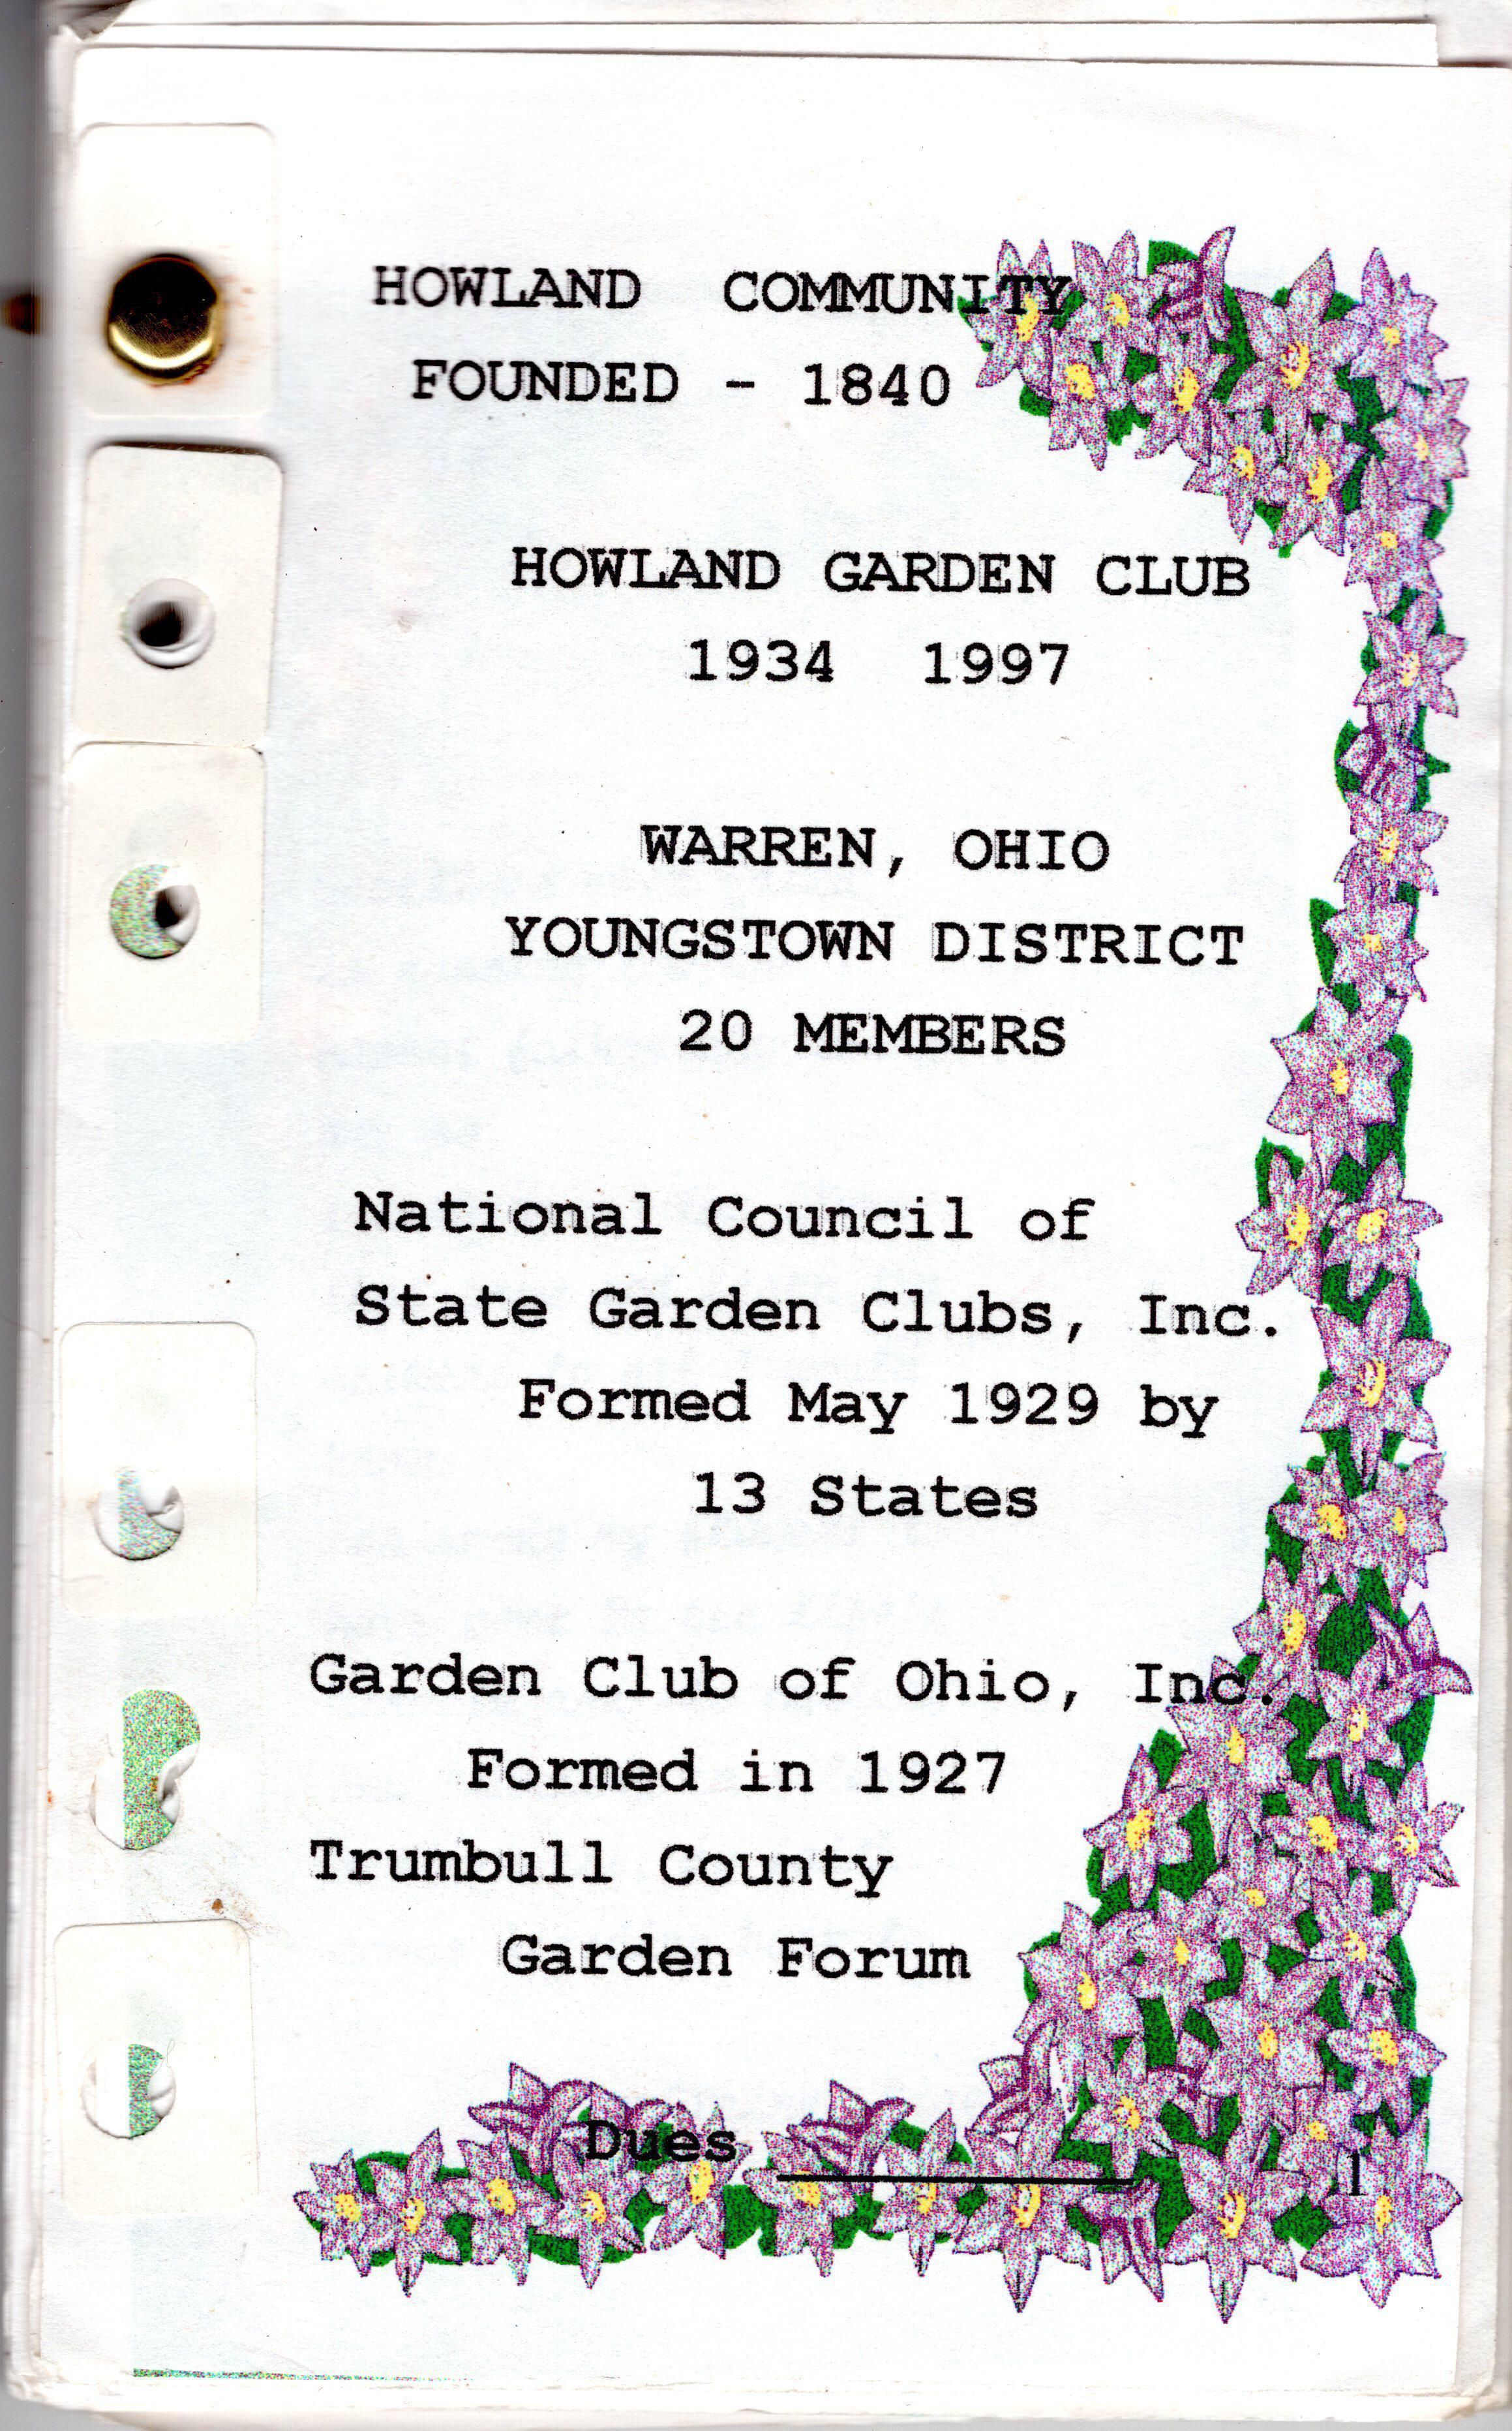 HOWLAND COMMUNITY
FOUNDED - 1840
HOWLAND GARDEN CLUB
1934 1997
WARREN, OHIO
YOUNGSTOWN DISTRICT
20 MEMBERS
National Council of
State Garden Clubs, Inc.
Formed May 1929 by
13 States
Garden Club of Ohio, Inc.
Formed in 1927
Trumbull County
Garden Forum
Dues
1